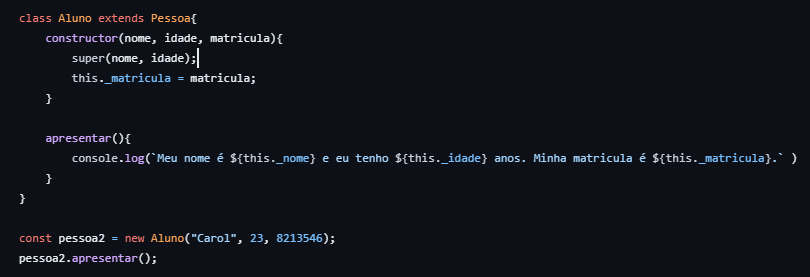 class Aluno extends Pessoa{
    constructor(nome, idade, matricula){
        super(nome, idade);
        this._matricula = matricula;
    }

    apresentar(){
        console.log(`Meu nome é ${this._nome} e eu tenho ${this._idade} anos. Minha matricula é ${this._matricula}.` )
    }
}

const pessoa2 = new Aluno("Carol", 23, 8213546);
pessoa2.apresentar();